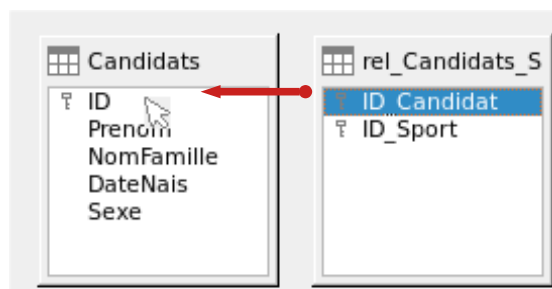 Candidats
ID
Prenom
NomFamille
DateNais
Sexe
rel_Candidats_S
ID_Candidat
ID_Sport